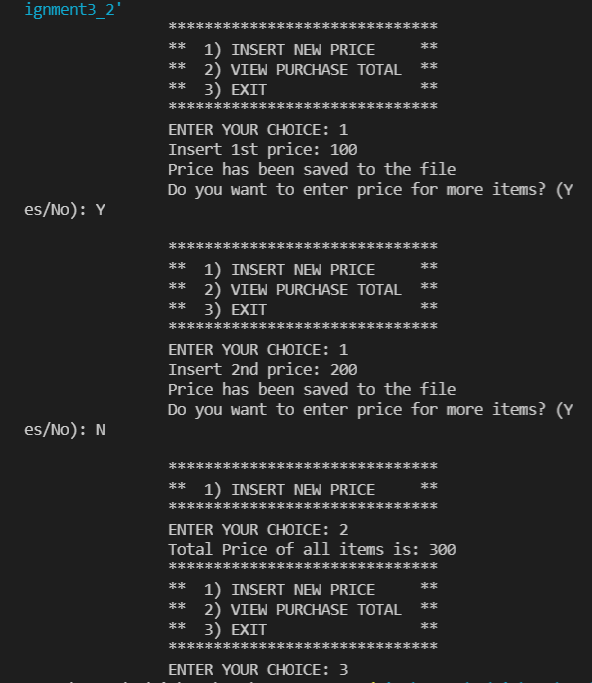 ignment3_2'
******************************
**  1) INSERT NEW PRICE     **
**  2) VIEW PURCHASE TOTAL  **
**  3) EXIT                 **
******************************
ENTER YOUR CHOICE: 1
Insert 1st price: 100
Price has been saved to the file
Do you want to enter price for more items? (Y
es/No): Y
******************************
**  1) INSERT NEW PRICE     **
**  2) VIEW PURCHASE TOTAL  **
**  3) EXIT                 **
******************************
ENTER YOUR CHOICE: 1
Insert 2nd price: 200
Price has been saved to the file
Do you want to enter price for more items? (Y
es/No): N
******************************
**  1) INSERT NEW PRICE     **
******************************
ENTER YOUR CHOICE: 2
Total Price of all items is: 300
******************************
**  1) INSERT NEW PRICE     **
**  2) VIEW PURCHASE TOTAL  **
**  3) EXIT                 **
******************************
ENTER YOUR CHOICE: 3